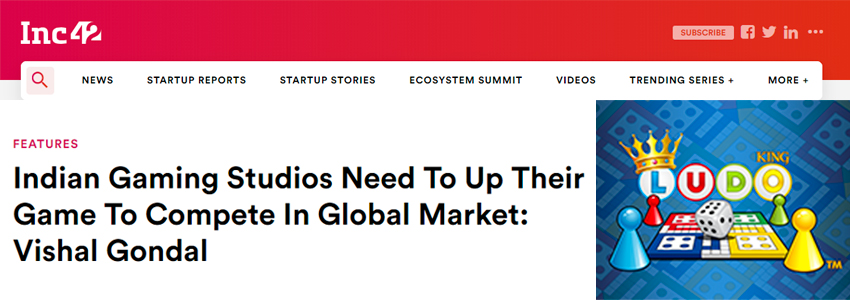 Inc42
SUBSCRIBE
NEWS STARTUP REPORTS STARTUP STORIES ECOSYSTEM SUMMIT VIDEOS TRENDING SERIES + MORE +
FEATURES
Indian Gaming Studios Need To Up Their
Game To Compete In Global Market:
Vishal Gondal
KING
LUDO
TM